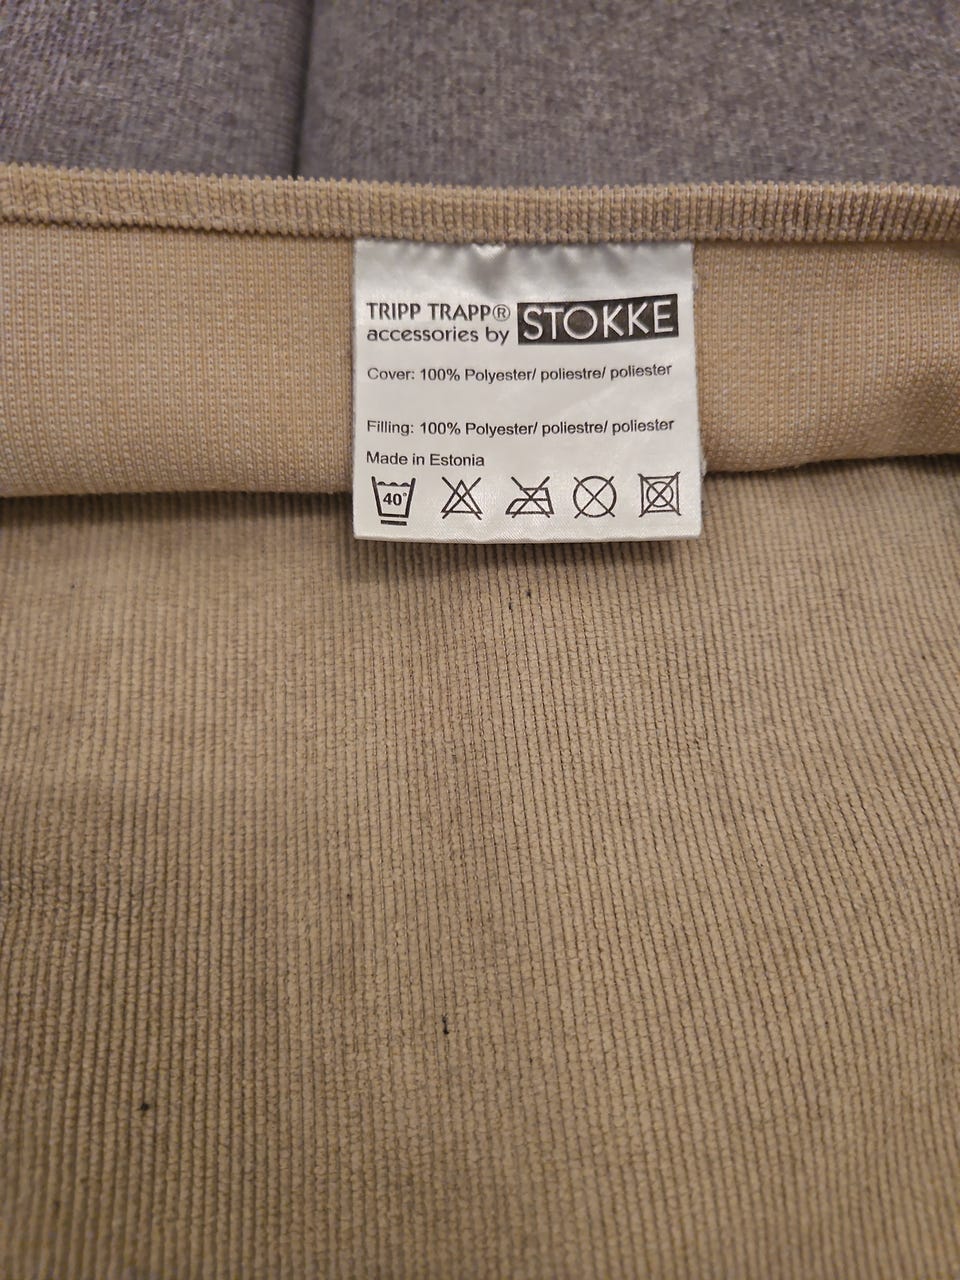 TRIPP TRAPP® STOKKE
accessories by
Cover: 100% Polyester/ poliestre/ poliester
Filling: 100% Polyester/ poliestre/ poliester
Made in Estonia
40°